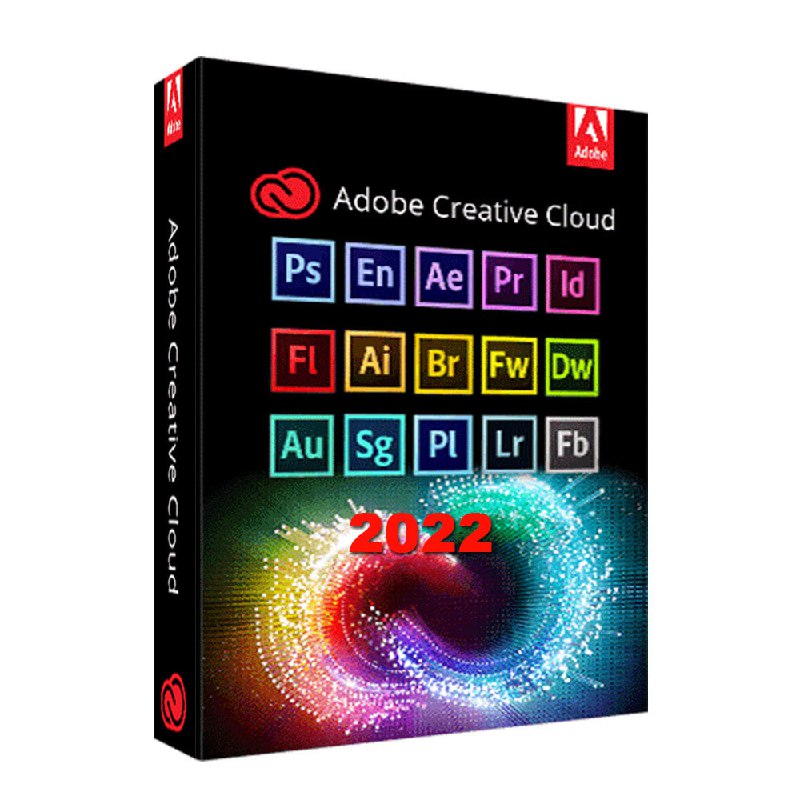 Adobe
Adobe Creative Cloud
Adobe
Adobe Creative Cloud
Ps En Ae Pr Id
Fl Ai Br Fw Dw
Au Sg Pl Lr Fb
2022